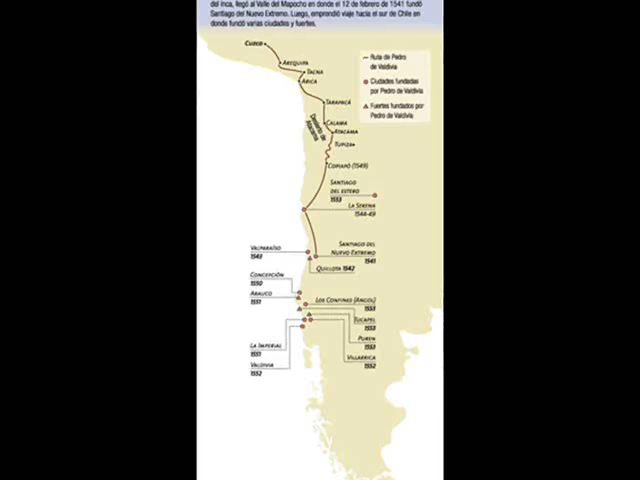 del Inca, llegó al Valle del Mapocho en donde el 12 de febrero de 1541 fundó
Santiago del Nuevo Extremo. Luego, emprendió viaje hacia el sur de Chile en
donde fundó varias ciudades y fuertes.
CUZCO
AREQUIPA
TACNA
ARICA
TARAPACÁ
CALAMA
ATACAMA
Desierto de
Atacama
TUPIZA
COPIAPÓ (1549)
Ruta de Pedro
de Valdivia
Ciudades fundadas
por Pedro de Valdivia
Fuertes fundados por
Pedro de Valdivia
SANTIAGO
DEL ESTERO
1553
LA SERENA
1544-49
VALPARAÍSO
1543
SANTIAGO DEL
NUEVO EXTREMO
1541
QUILLOTA 1542
CONCEPCIÓN
1550
ARAUCO
1551
LOS CONFINES (ANGOL)
1553
TUCAPEL
1553
PUREN
1553
LA IMPERIAL
1551
VILLARRICA
1552
VALDIVIA
1552